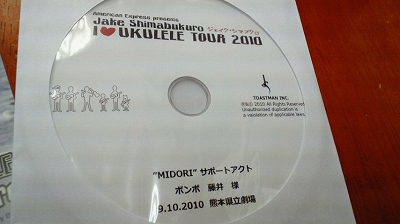 American Express presents
Jake Shimabukuro ジェイク・シマブクロ
I ♥ UKULELE TOUR 2010
TOASTMAN INC.
℗&© 2010 All Rights Reserved.
Unauthorized duplication is
a violation of applicable laws.
"MIDORI" サポートアクト
ボンボ 藤井 様
9.10.2010 熊本県立劇場